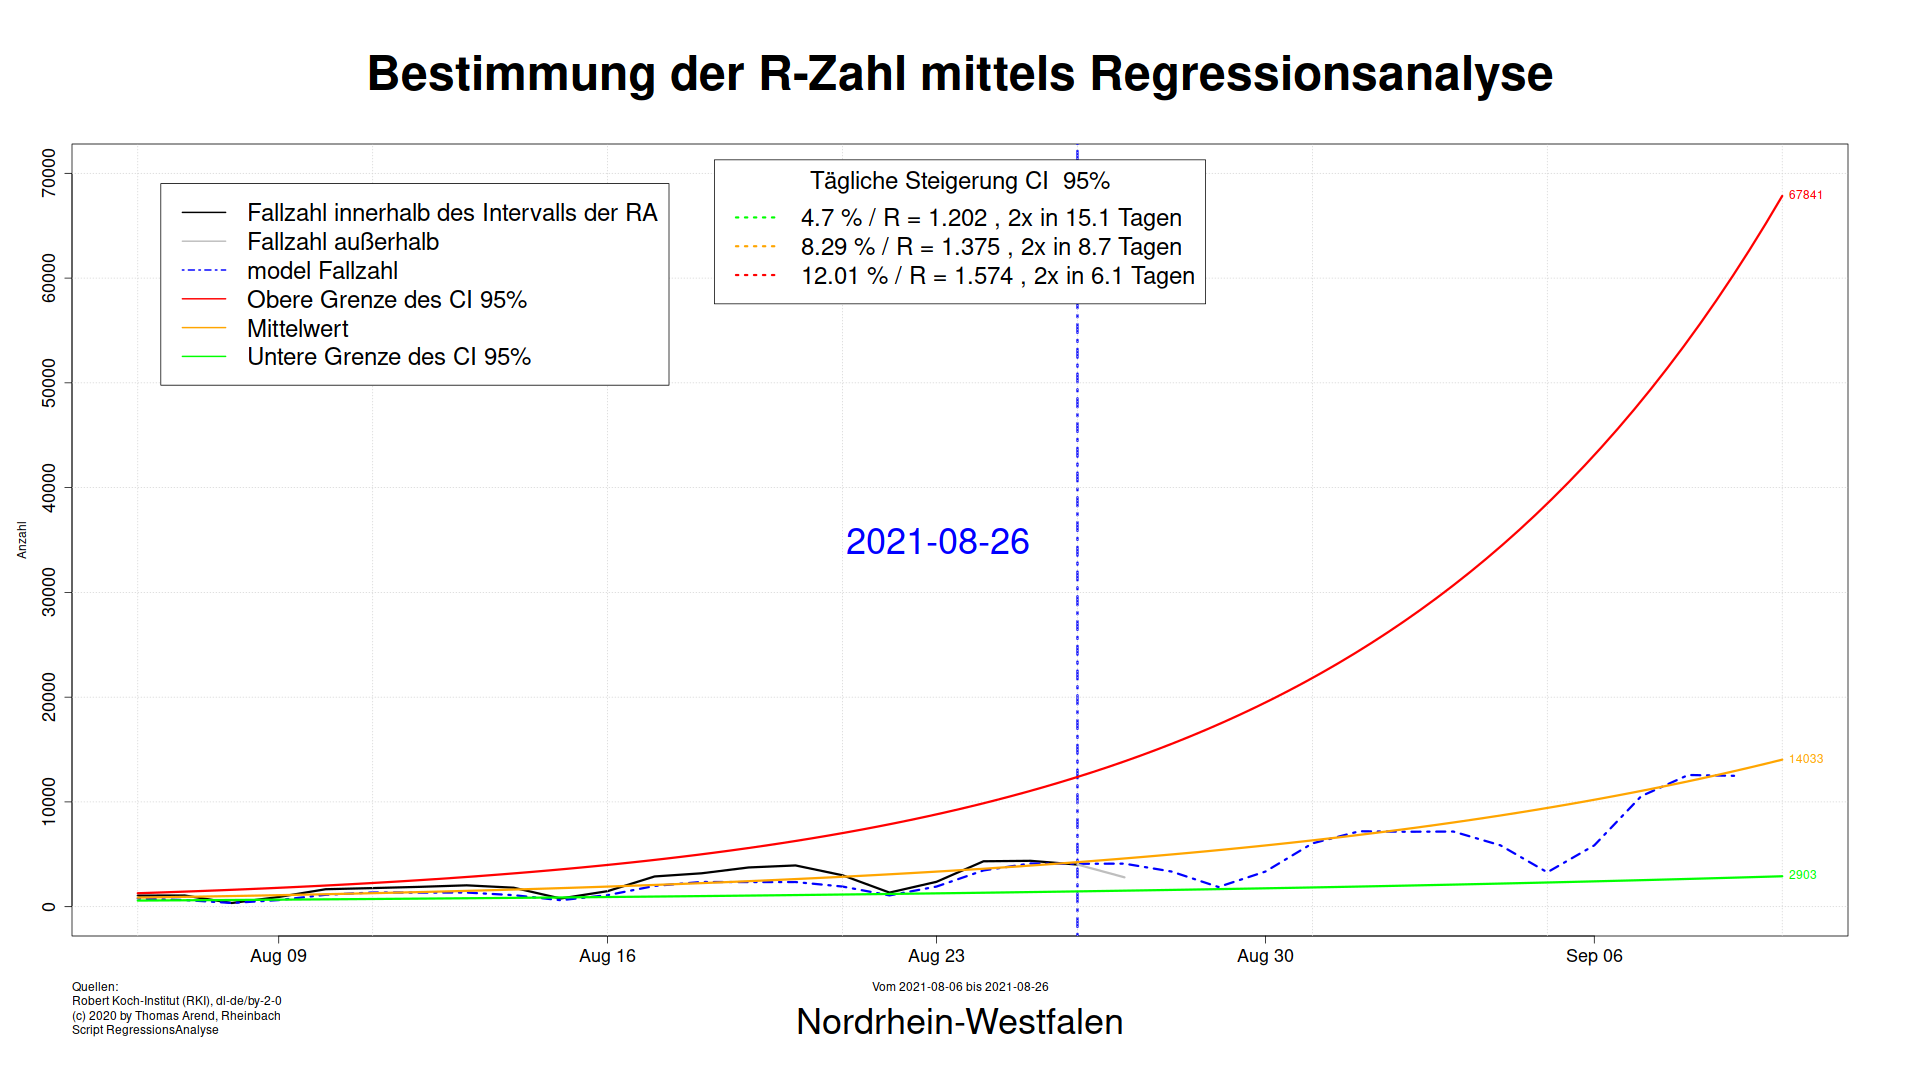 Bestimmung der R-Zahl mittels Regressionsanalyse
Anzahl
70000
60000
50000
40000
30000
20000
10000
0
Fallzahl innerhalb des Intervalls der RA
Fallzahl außerhalb
model Fallzahl
Obere Grenze des CI 95%
Mittelwert
Untere Grenze des CI 95%
Tägliche Steigerung CI  95%
4.7 % / R = 1.202 , 2x in 15.1 Tagen
8.29 % / R = 1.375 , 2x in 8.7 Tagen
12.01 % / R = 1.574 , 2x in 6.1 Tagen
2021-08-26
67841
14033
2903
Aug 09
Aug 16
Aug 23
Aug 30
Sep 06
Quellen:
Robert Koch-Institut (RKI), dl-de/by-2-0
(c) 2020 by Thomas Arend, Rheinbach
Script RegressionsAnalyse
Vom 2021-08-06 bis 2021-08-26
Nordrhein-Westfalen